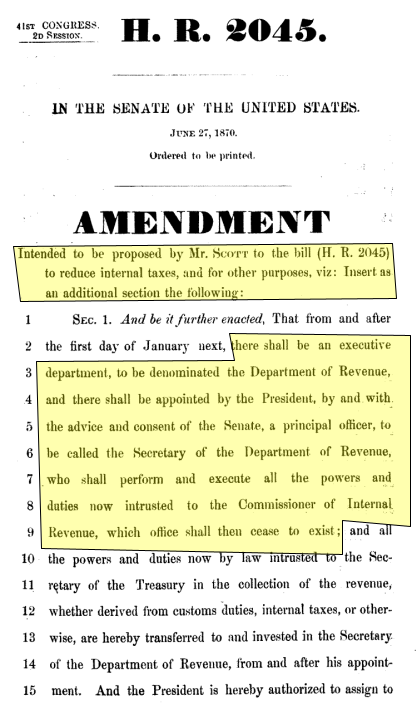 41ST CONGRESS.
2D SESSION.
H. R. 2045.
IN THE SENATE OF THE UNITED STATES.
JUNE 27, 1870.
Ordered to be printed.
AMENDMENT
Intended to be proposed by Mr. SCOTT to the bill (H. R. 2045)
to reduce internal taxes, and for other purposes, viz: Insert as
an additional section the following:
1 SEC. 1. And be it further enacted, That from and after
2 the first day of January next, there shall be an executive
3 department, to be denominated the Department of Revenue,
4 and there shall be appointed by the President, by and with
5 the advice and consent of the Senate, a principal officer, to
6 be called the Secretary of the Department of Revenue,
7 who shall perform and execute all the powers and
8 duties now intrusted to the Commissioner of Internal
9 Revenue, which office shall then cease to exist; and all
10 the powers and duties now by law intrusted to the Sec-
11 retary of the Treasury in the collection of the revenue,
12 whether derived from customs duties, internal taxes, or other-
13 wise, are hereby transferred to and invested in the Secretary
14 of the Department of Revenue, from and after his appoint-
15 ment. And the President is hereby authorized to assign to